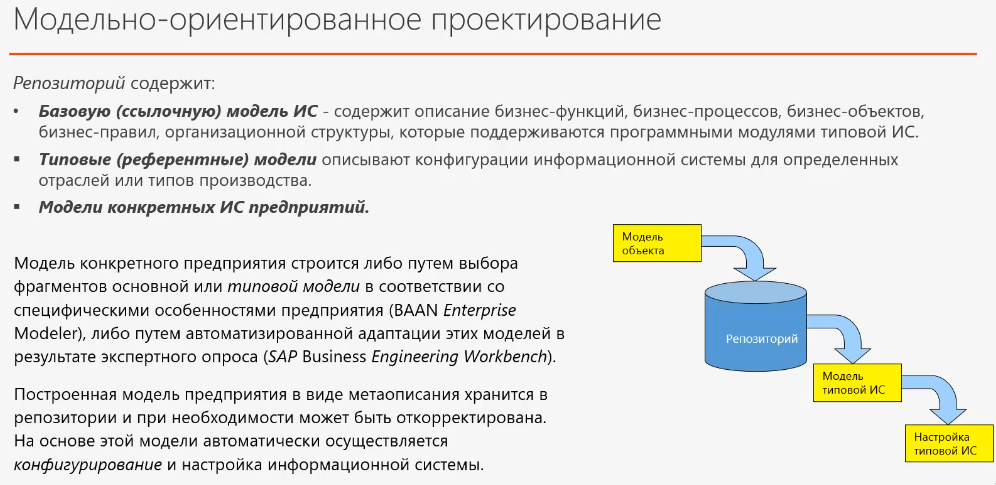 Модельно-ориентированное проектирование
Репозиторий содержит:
• Базовую (ссылочную) модель ИС - содержит описание бизнес-функций, бизнес-процессов, бизнес-объектов,
бизнес-правил, организационной структуры, которые поддерживаются программными модулями типовой ИС.
▪ Типовые (референтные) модели описывают конфигурации информационной системы для определенных
отраслей или типов производства.
▪ Модели конкретных ИС предприятий.
Модель конкретного предприятия строится либо путем выбора
фрагментов основной или типовой модели в соответствии со
специфическими особенностями предприятия (BAAN Enterprise
Modeler), либо путем автоматизированной адаптации этих моделей в
результате экспертного опроса (SAP Business Engineering Workbench).
Построенная модель предприятия в виде метаописания хранится в
репозитории и при необходимости может быть откорректирована.
На основе этой модели автоматически осуществляется
конфигурирование и настройка информационной системы.
Модель
объекта
Репозиторий
Модель
типовой ИС
Настройка
типовой ИС